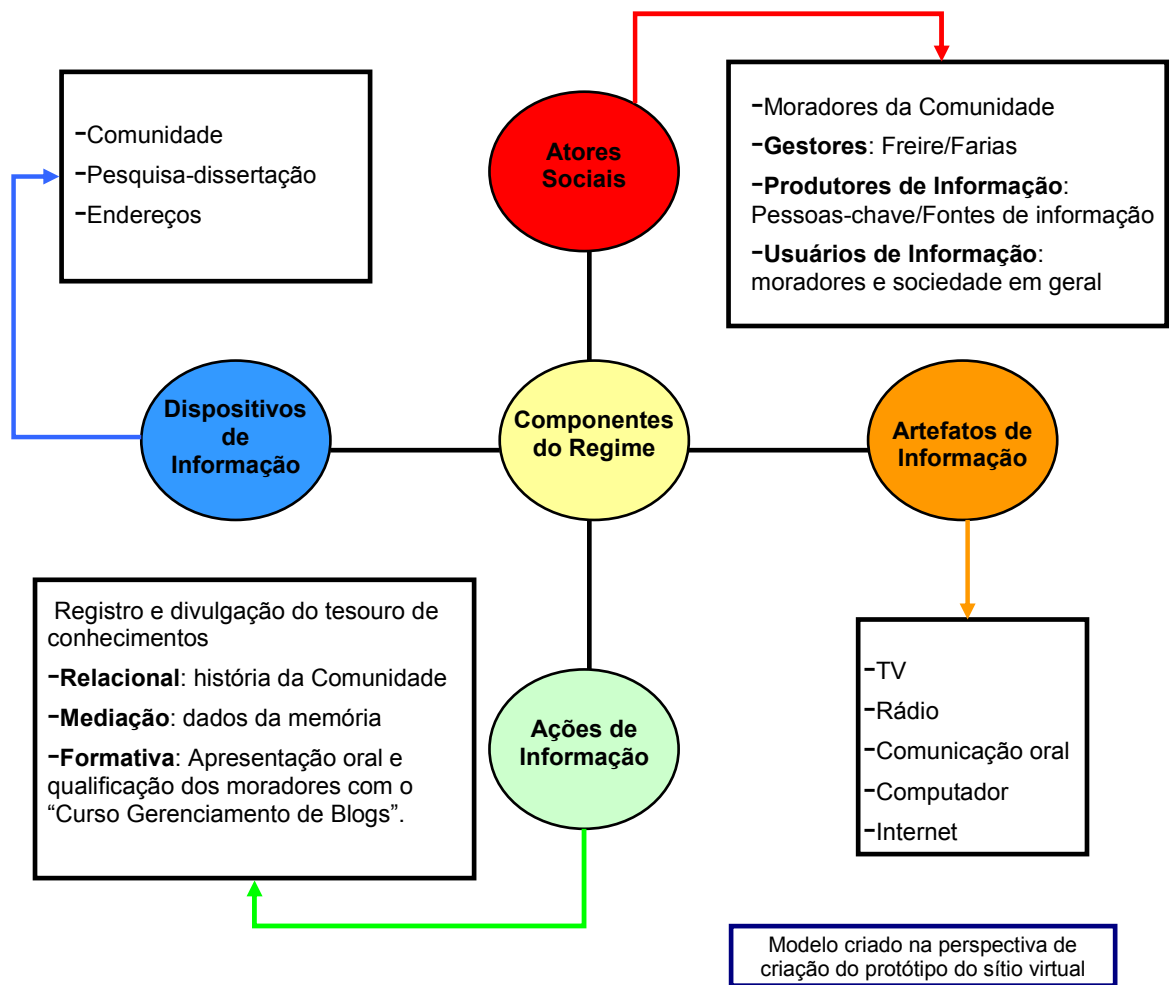 Atores
Sociais
-Moradores da Comunidade
-Gestores: Freire/Farias
-Produtores de Informação:
Pessoas-chave/Fontes de informação
-Usuários de Informação:
moradores e sociedade em geral
-Comunidade
-Pesquisa-dissertação
-Endereços
Dispositivos
de
Informação
Componentes
do Regime
Artefatos de
Informação
Registro e divulgação do tesouro de
conhecimentos
-Relacional: história da Comunidade
-Mediação: dados da memória
-Formativa: Apresentação oral e
qualificação dos moradores com o
“Curso Gerenciamento de Blogs”.
Ações de
Informação
-TV
-Rádio
-Comunicação oral
-Computador
-Internet
Modelo criado na perspectiva de
criação do protótipo do sítio virtual